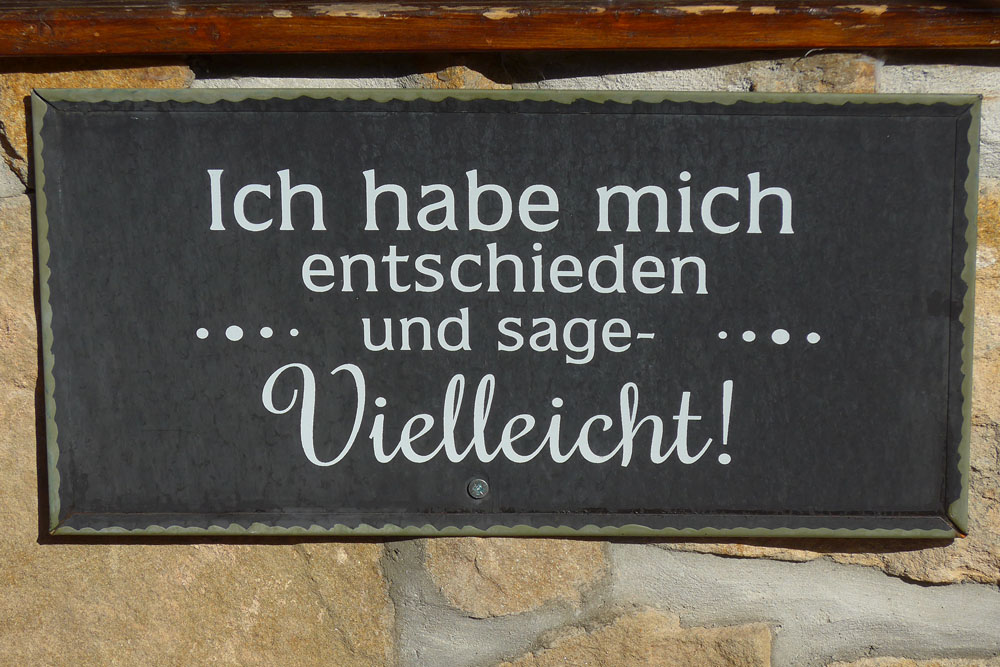 Ich habe mich
entschieden
und sage-
Vielleicht!